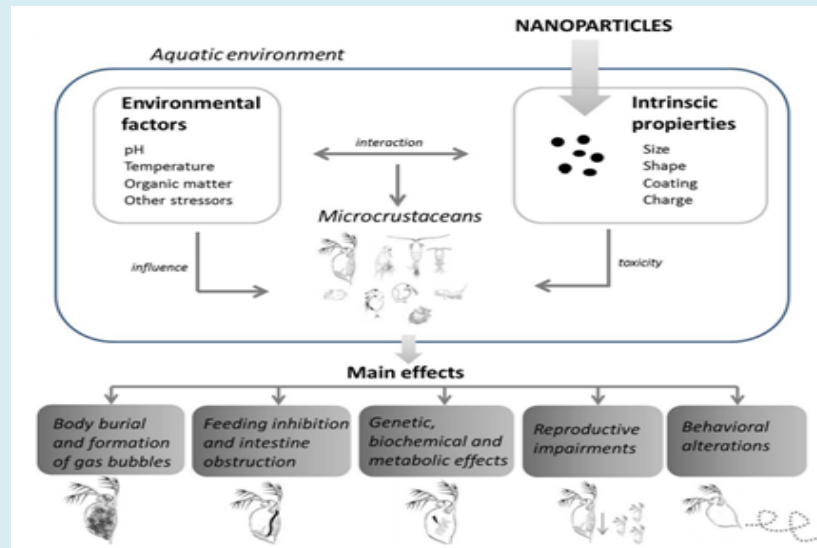 NANOPARTICLES
Aquatic environment
Environmental
factors
pH
Temperature
Organic matter
Other stressors
interaction
Intrinscic
propierties
Size
Shape
Coating
Charge
Microcrustaceans
influence
toxicity
Main effects
Body burial
and formation
of gas bubbles
Feeding inhibition
and intestine
obstruction
Genetic,
biochemical and
metabolic effects
Reproductive
impairments
Behavioral
alterations